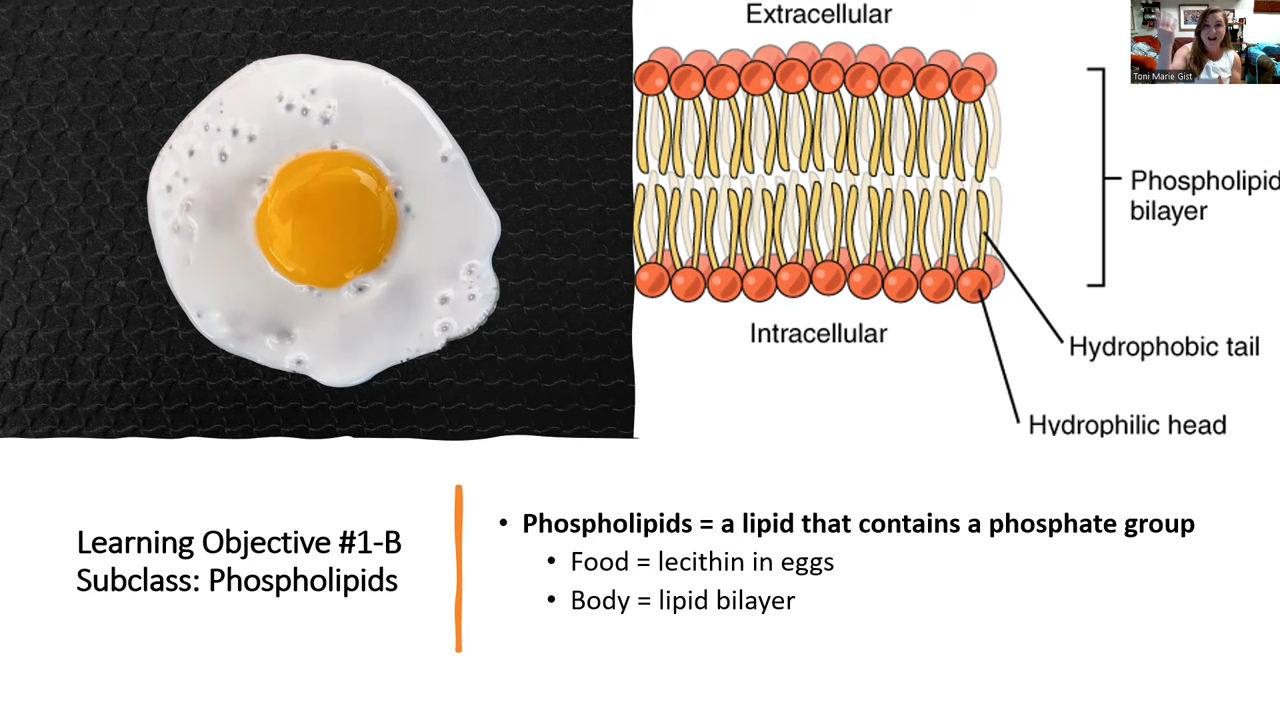 Extracellular
Toni Marie Gist
Phospholipid
bilayer
Intracellular
Hydrophobic tail
Hydrophilic head
Learning Objective #1-B
Subclass: Phospholipids
• Phospholipids = a lipid that contains a phosphate group
• Food = lecithin in eggs
• Body = lipid bilayer